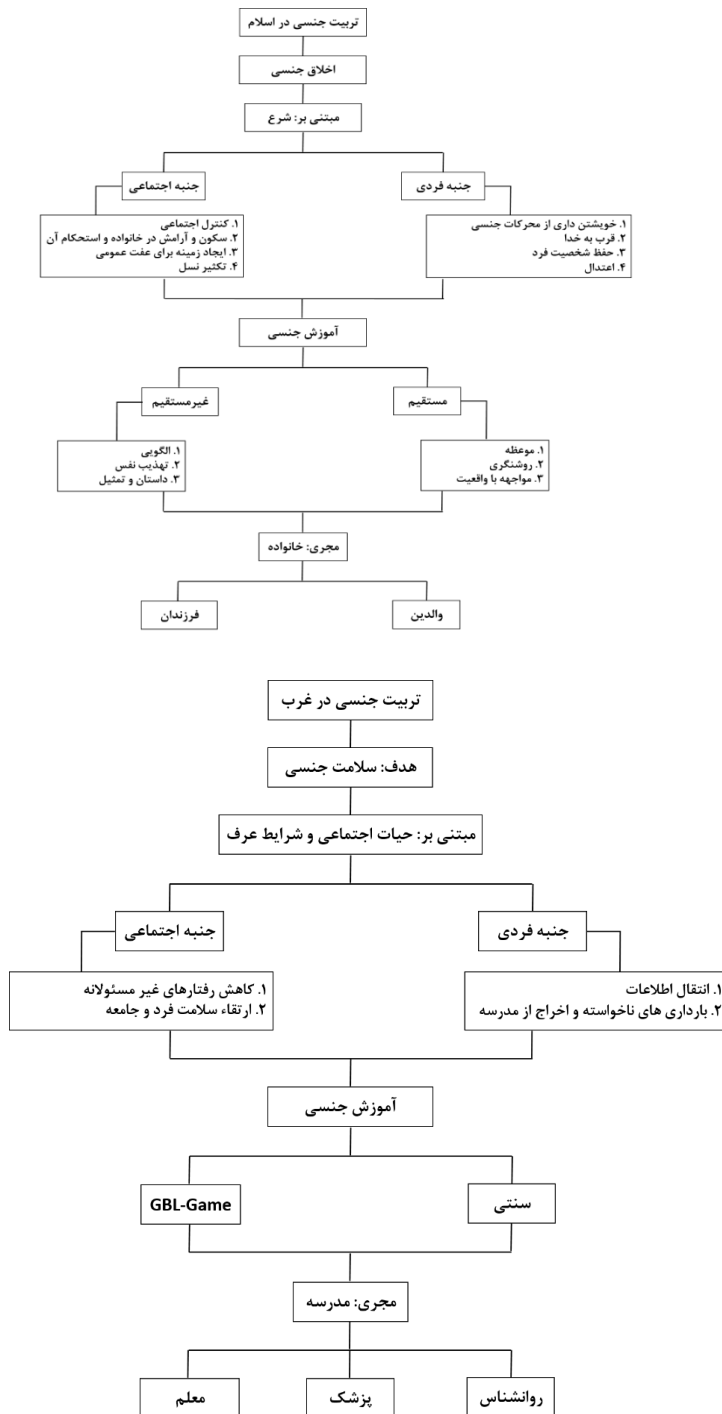 تربیت جنسی در اسلام
اخلاق جنسی
مبتنی بر: شرع
جنبه فردی
جنبه اجتماعی
۱. خویشتن داری از محرکات جنسی
۲. قرب به خدا
۳. حفظ شخصیت فرد
۴. اعتدال
۱. کنترل اجتماعی
۲. سکون و آرامش در خانواده و استحکام آن
۳. ایجاد زمینه برای عفت عمومی
۴. تکثیر نسل
آموزش جنسی
مستقیم
غیرمستقیم
۱. موعظه
۲. روشنگری
۳. مواجهه با واقعیت
۱. الگویی
۲. تهذیب نفس
۳. داستان و تمثیل
مجری: خانواده
والدین
فرزندان
تربیت جنسی در غرب
هدف: سلامت جنسی
مبتنی بر: حیات اجتماعی و شرایط عرف
جنبه فردی
جنبه اجتماعی
۱. انتقال اطلاعات
۲. بارداری های ناخواسته و اخراج از مدرسه
۱. کاهش رفتارهای غیر مسئولانه
۲. ارتقاء سلامت فرد و جامعه
آموزش جنسی
سنتی
GBL-Game
مجری: مدرسه
روانشناس
پزشک
معلم